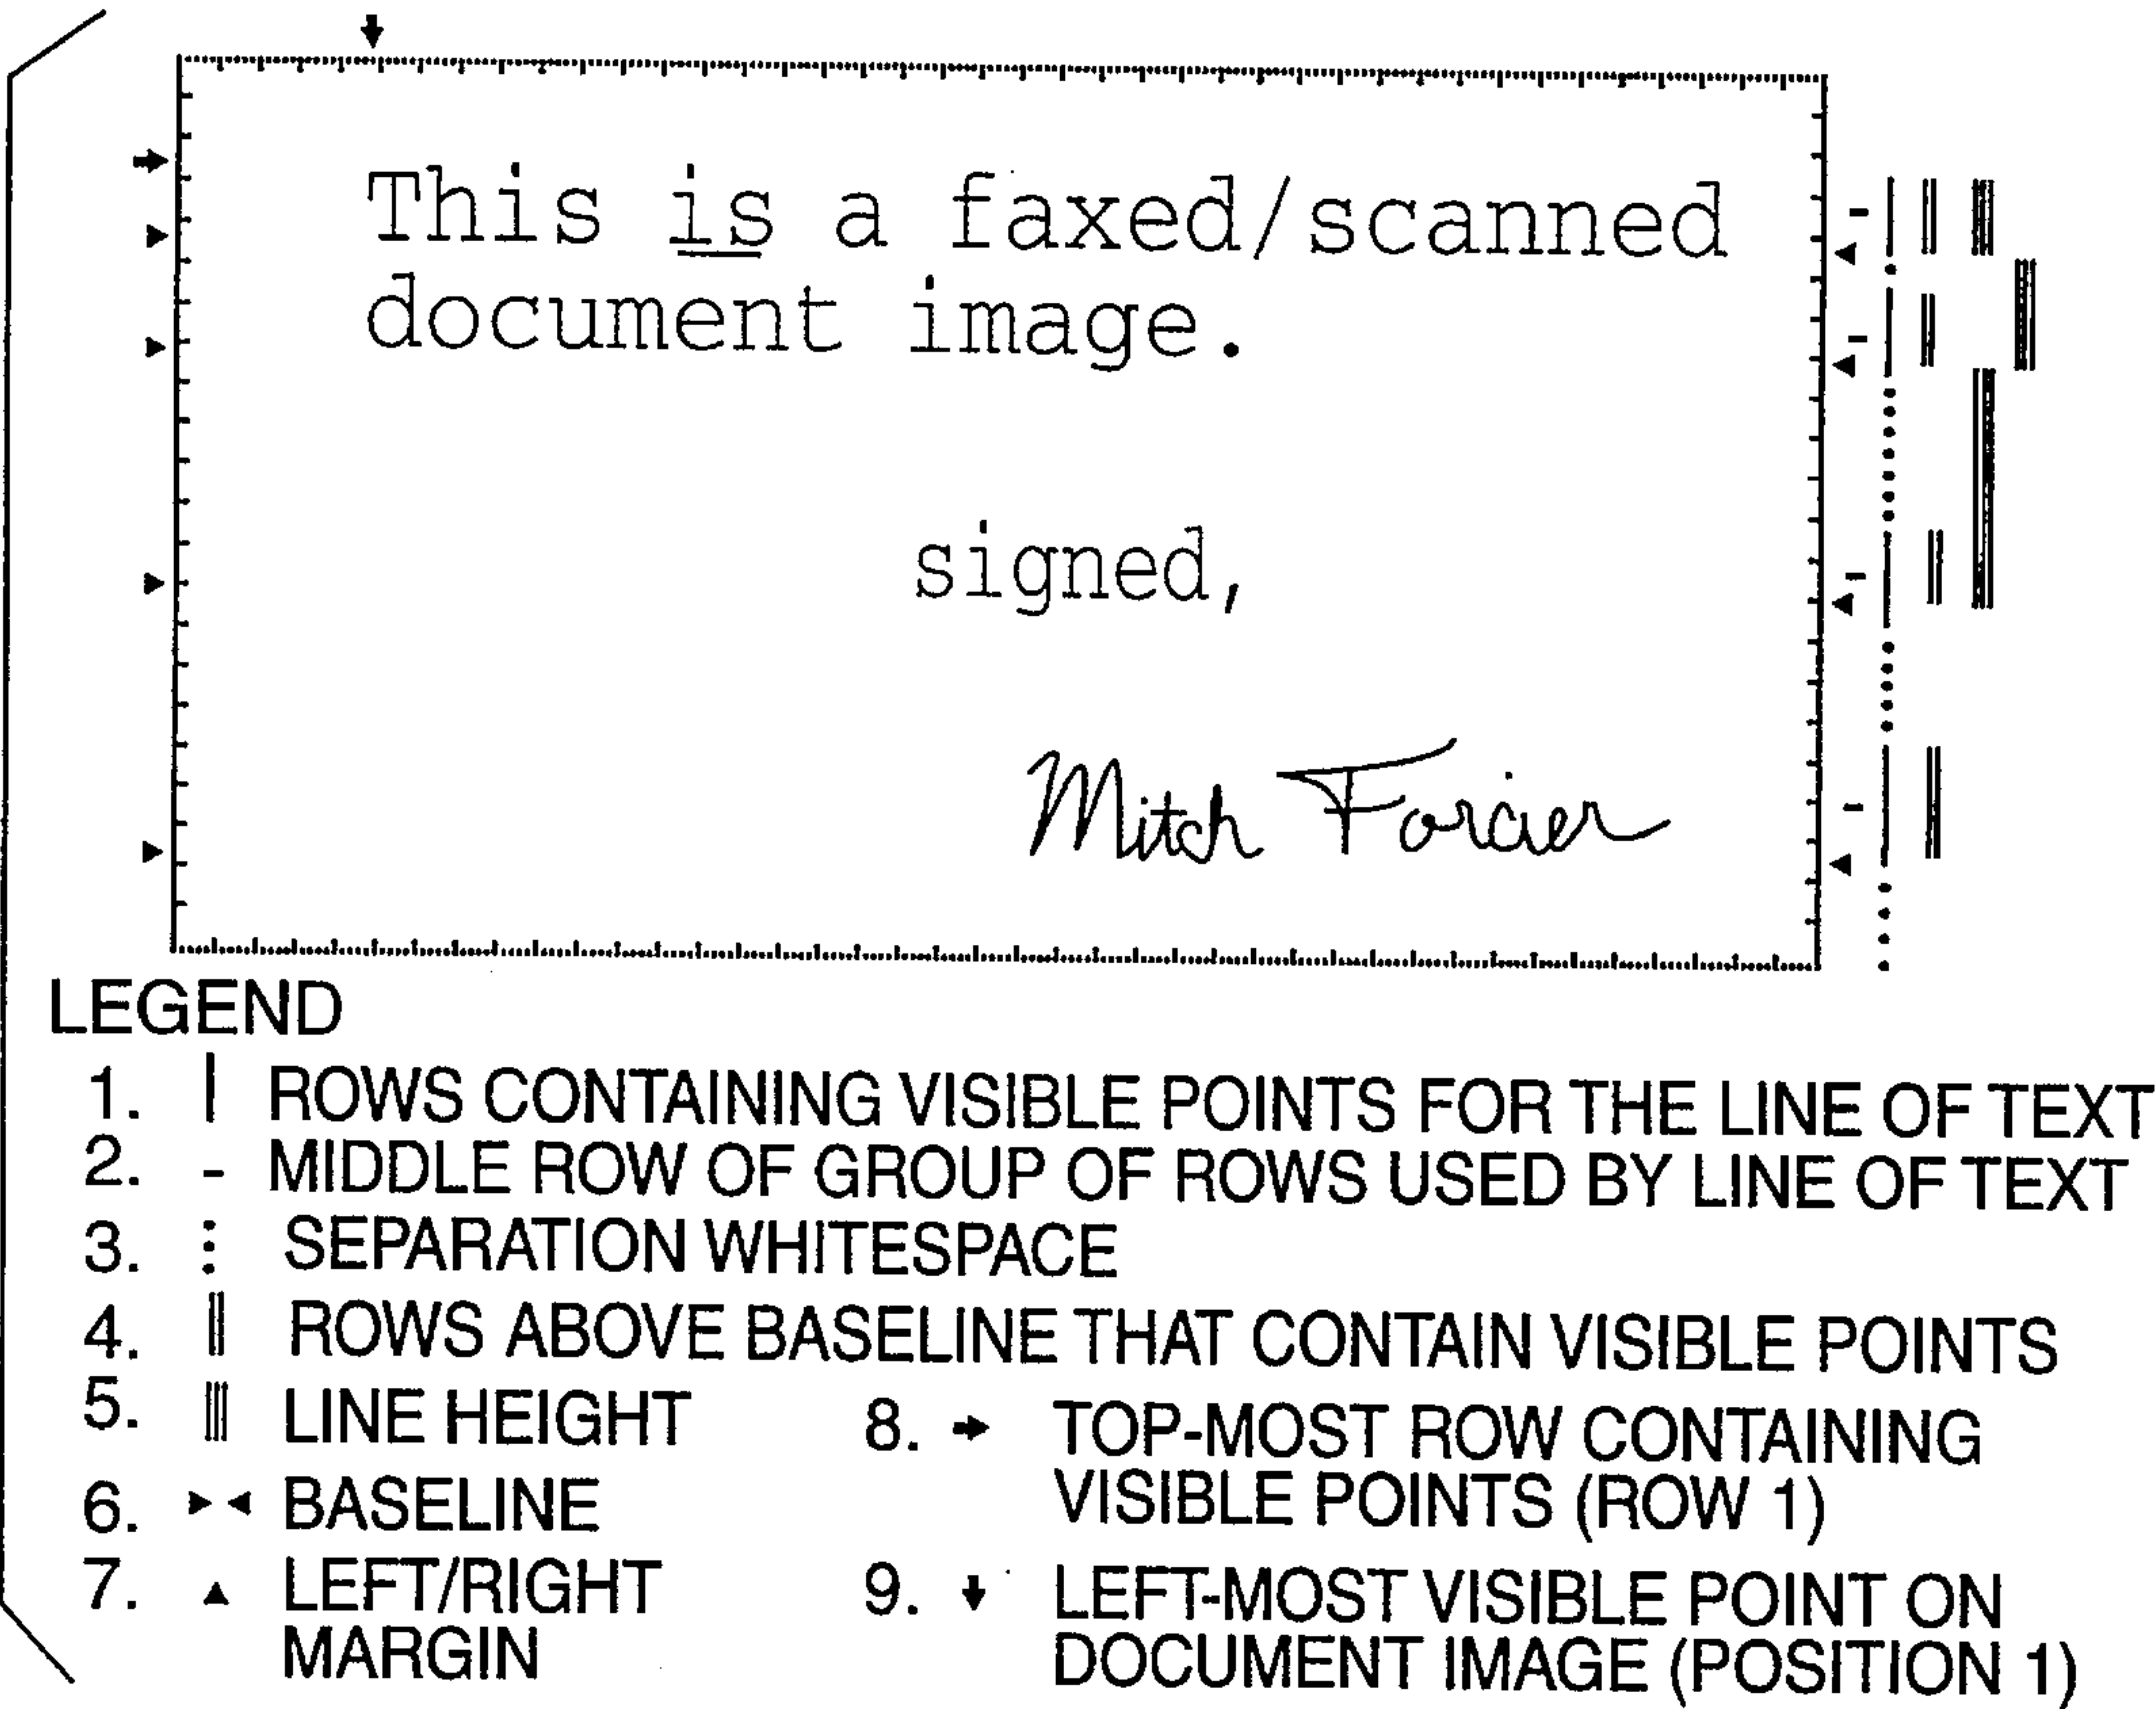 This is a faxed/scanned
document image.
signed,
Mitch Forcier
LEGEND
1. | ROWS CONTAINING VISIBLE POINTS FOR THE LINE OF TEXT
2. - MIDDLE ROW OF GROUP OF ROWS USED BY LINE OF TEXT
3. ⋮ SEPARATION WHITESPACE
4. || ROWS ABOVE BASELINE THAT CONTAIN VISIBLE POINTS
5. ||| LINE HEIGHT
6. ►◄ BASELINE
7. ▲ LEFT/RIGHT
MARGIN
8. → TOP-MOST ROW CONTAINING
VISIBLE POINTS (ROW 1)
9. ↓ LEFT-MOST VISIBLE POINT ON
DOCUMENT IMAGE (POSITION 1)